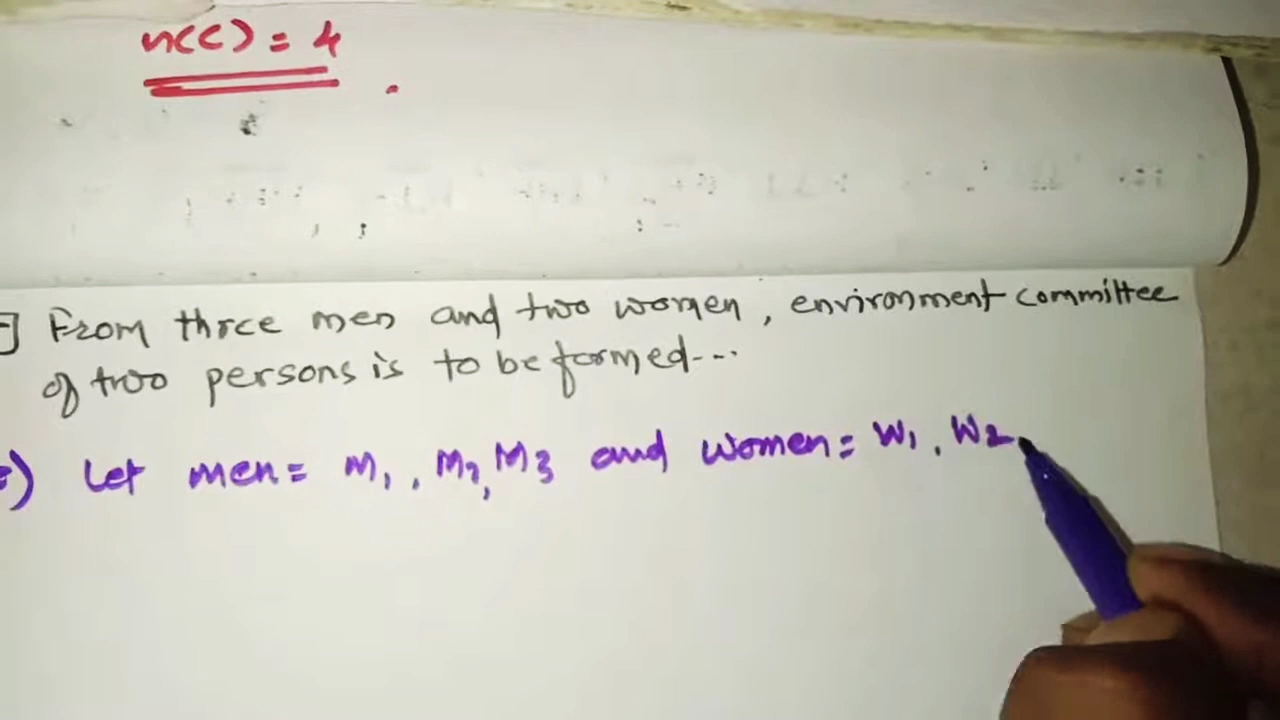 n(C) = 4
From three men and two women, environment committee
of two persons is to be formed...
Let men = M1, M2, M3 and women = W1, W2